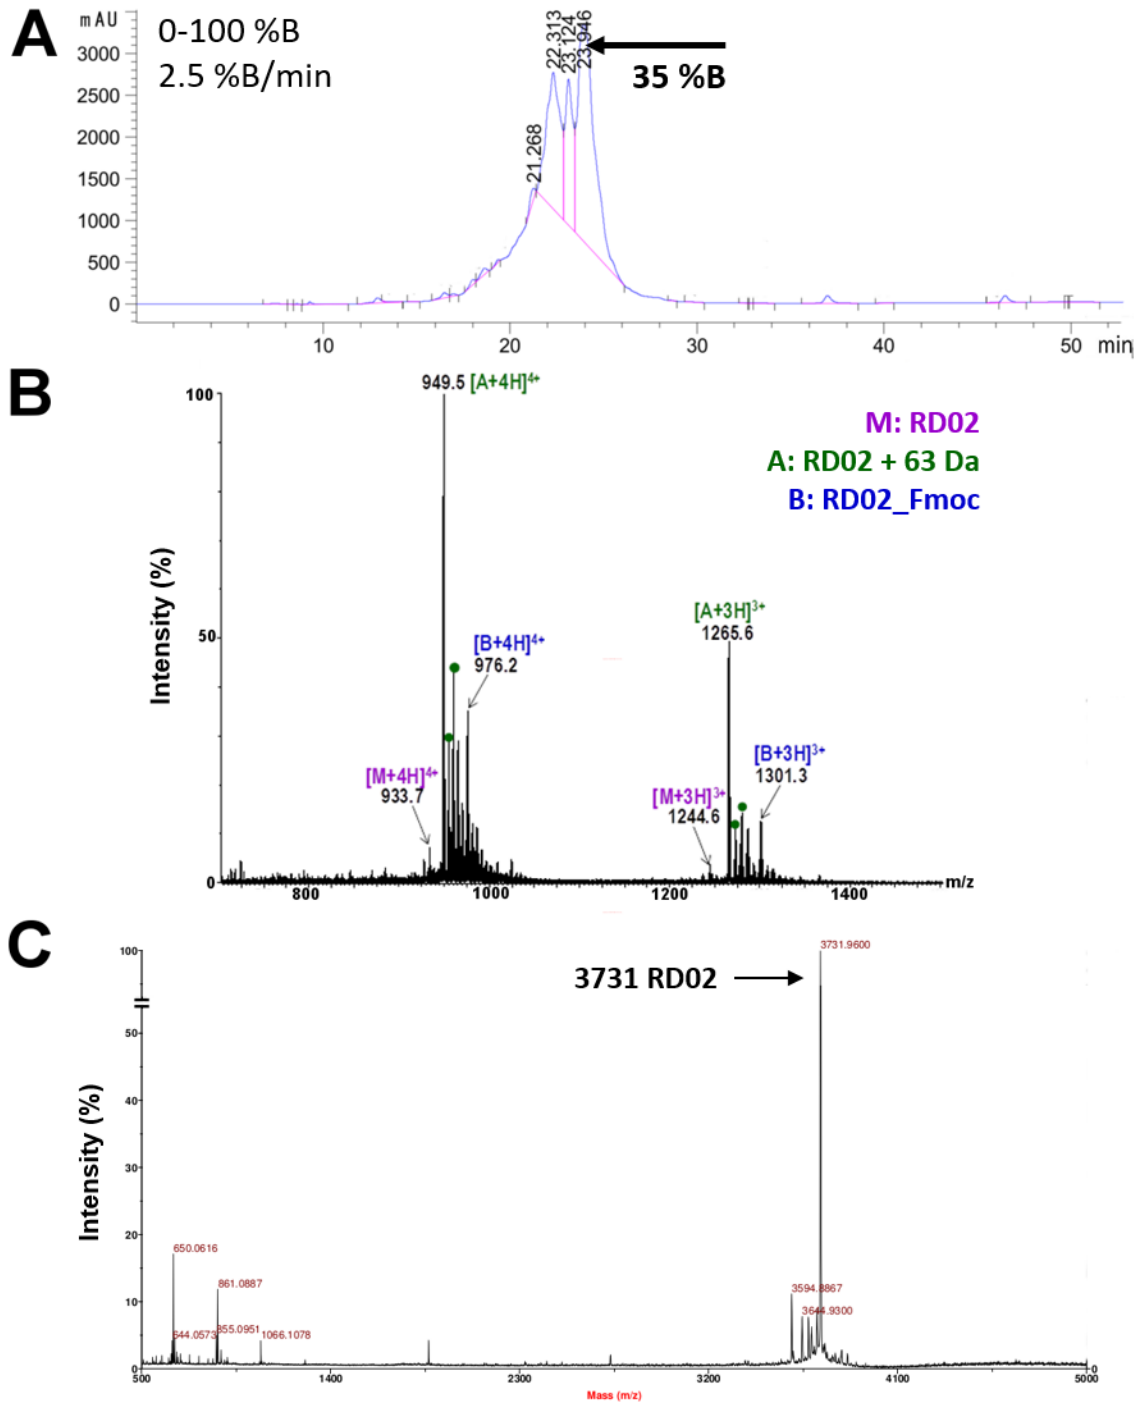 A
mAU
0-100 %B
2.5 %B/min
21.268
22.313
23.124
23.946
35 %B
3000
2500
2000
1500
1000
500
0
10 20 30 40 50 min
B
949.5 [A+4H]4+
100
M: RD02
A: RD02 + 63 Da
B: RD02_Fmoc
Intensity (%)
[A+3H]3+
1265.6
50
[B+4H]4+
976.2
[M+4H]4+
933.7
[B+3H]3+
1301.3
[M+3H]3+
1244.6
0
800 1000 1200 1400 m/z
C
100
3731.9600
3731 RD02
50
40
30
20
10
0
Intensity (%)
650.0616
861.0887
644.0573
855.0951
1066.1078
3594.8867
3644.9300
0
500 1400 2300 3200 4100 5000
Mass (m/z)